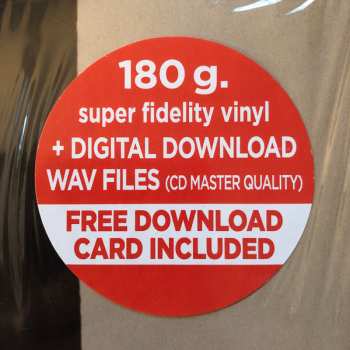 180 g.
super fidelity vinyl
+ DIGITAL DOWNLOAD
WAV FILES (CD MASTER QUALITY)
FREE DOWNLOAD
CARD INCLUDED